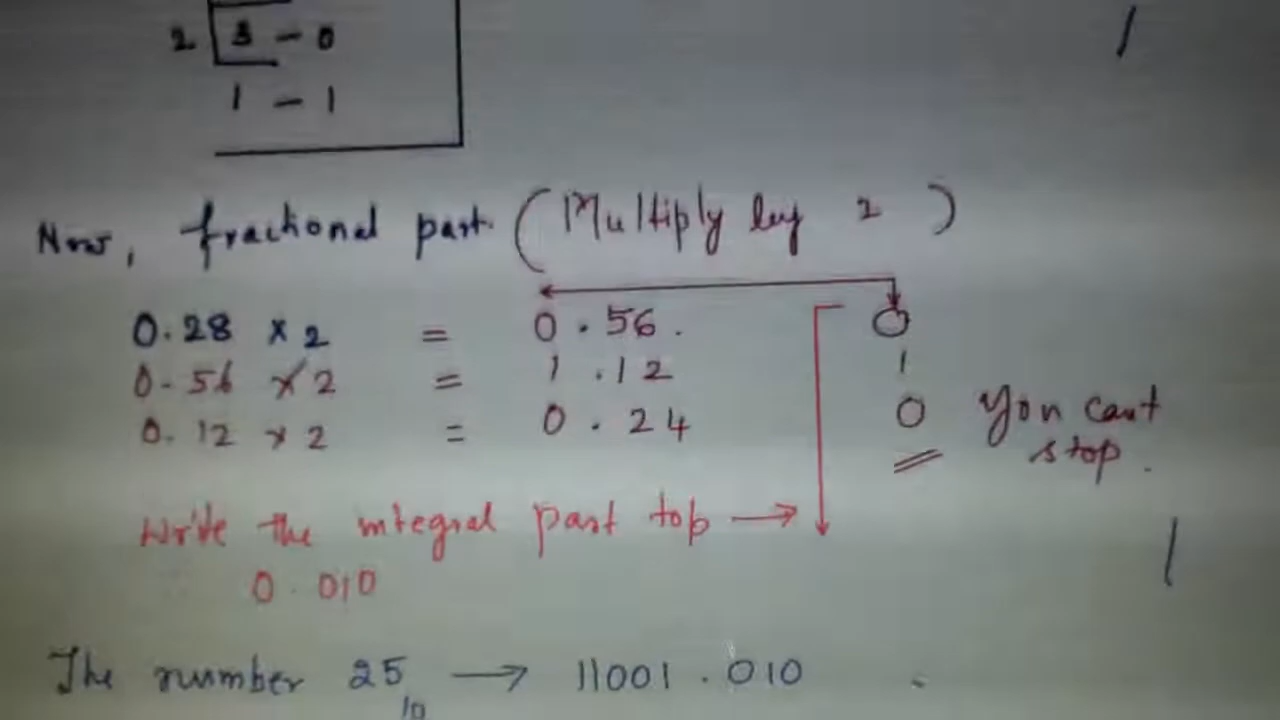 2 3 - 0
1 - 1
Now, fractional part (Multiply by 2)
0.28 x 2 = 0.56. 0
0.56 x 2 = 1.12 1
0.12 x 2 = 0.24 0 You cant
stop.
Write the integral part top →
0.010
The number 25₁₀ → 11001.010